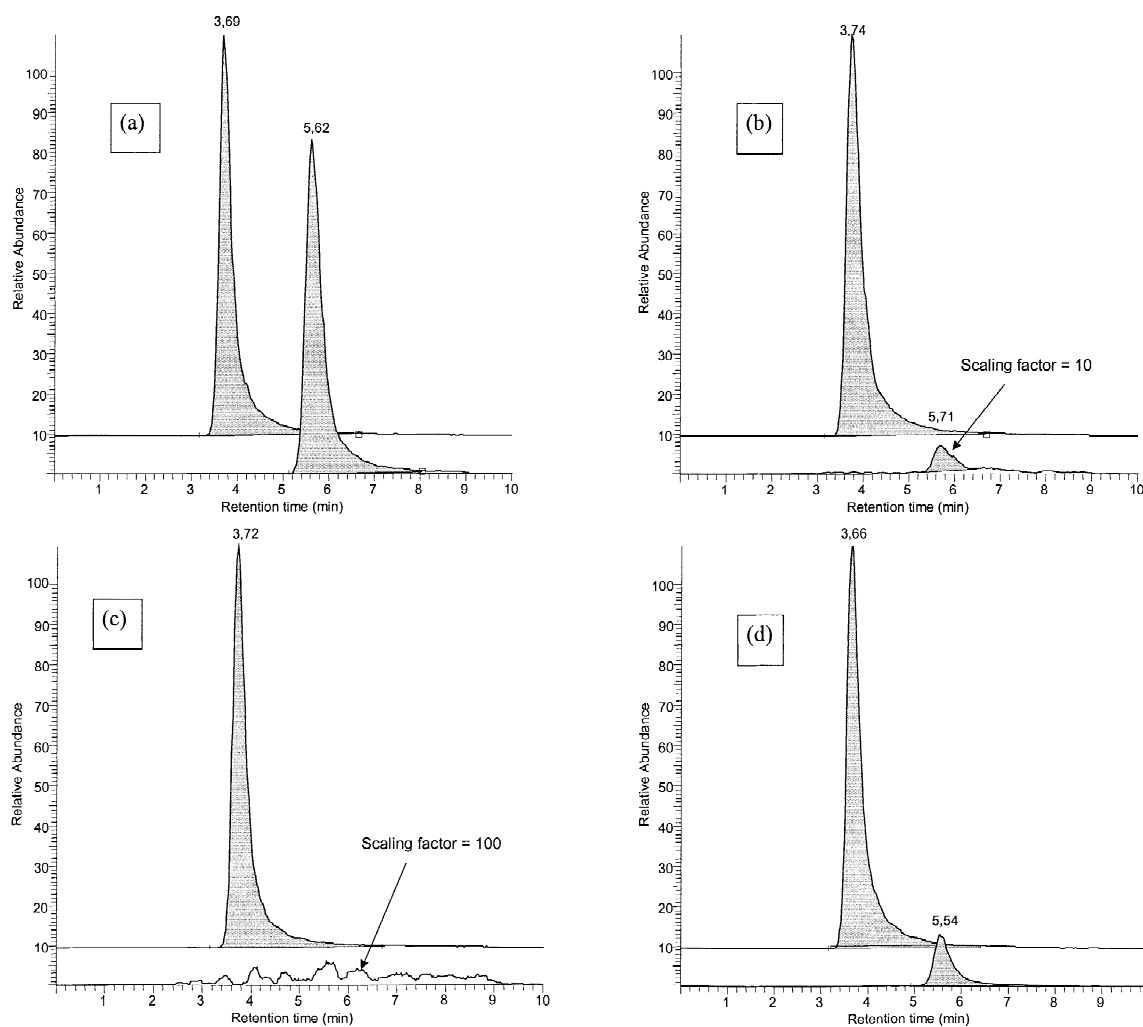 3,69
100
90
80
70
60
50
40
30
20
10
Relative Abundance
(a)
5,62
1 2 3 4 5 6 7 8 9 10
Retention time (min)
3,74
100
90
80
70
60
50
40
30
20
10
Relative Abundance
(b)
Scaling factor = 10
5,71
1 2 3 4 5 6 7 8 9 10
Retention time (min)
3,72
100
90
80
70
60
50
40
30
20
10
Relative Abundance
(c)
Scaling factor = 100
1 2 3 4 5 6 7 8 9 10
Retention time (min)
3,66
100
90
80
70
60
50
40
30
20
10
Relative Abundance
(d)
5,54
1 2 3 4 5 6 7 8 9 10
Retention time (min)